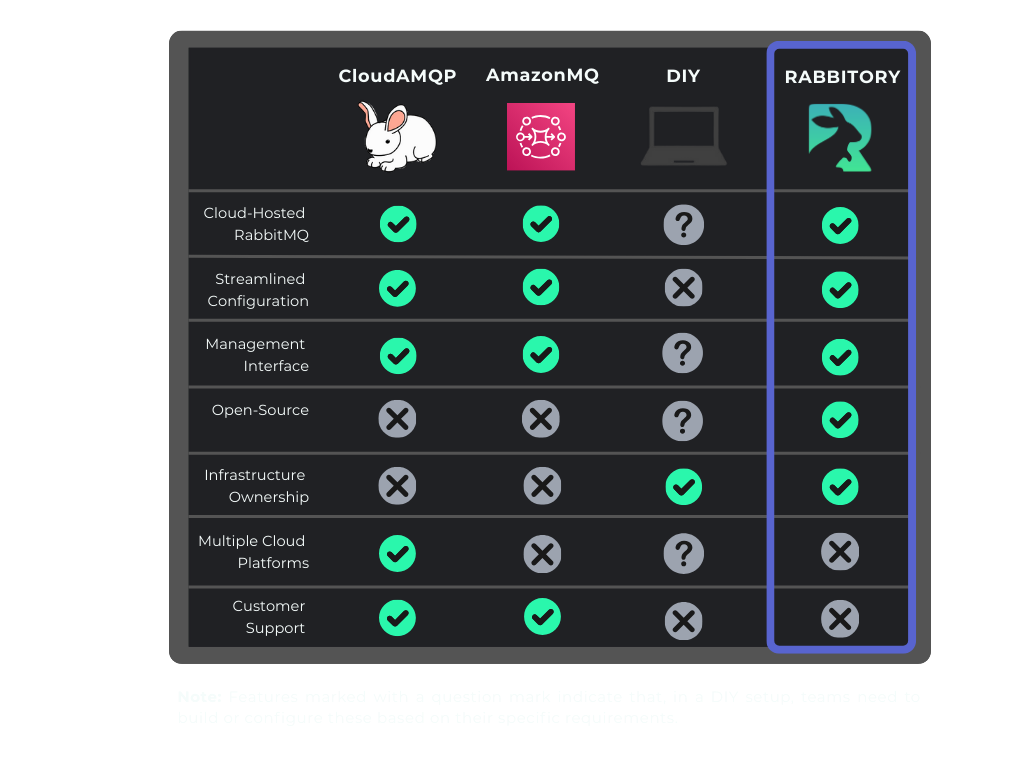 CloudAMQP AmazonMQ DIY RABBITORY
Cloud-Hosted
RabbitMQ
Streamlined
Configuration
Management
Interface
Open-Source
Infrastructure
Ownership
Multiple Cloud
Platforms
Customer
Support
Note: Features marked with a question mark indicate that, in a DIY setup, teams need to
build or configure these based on their specific requirements.